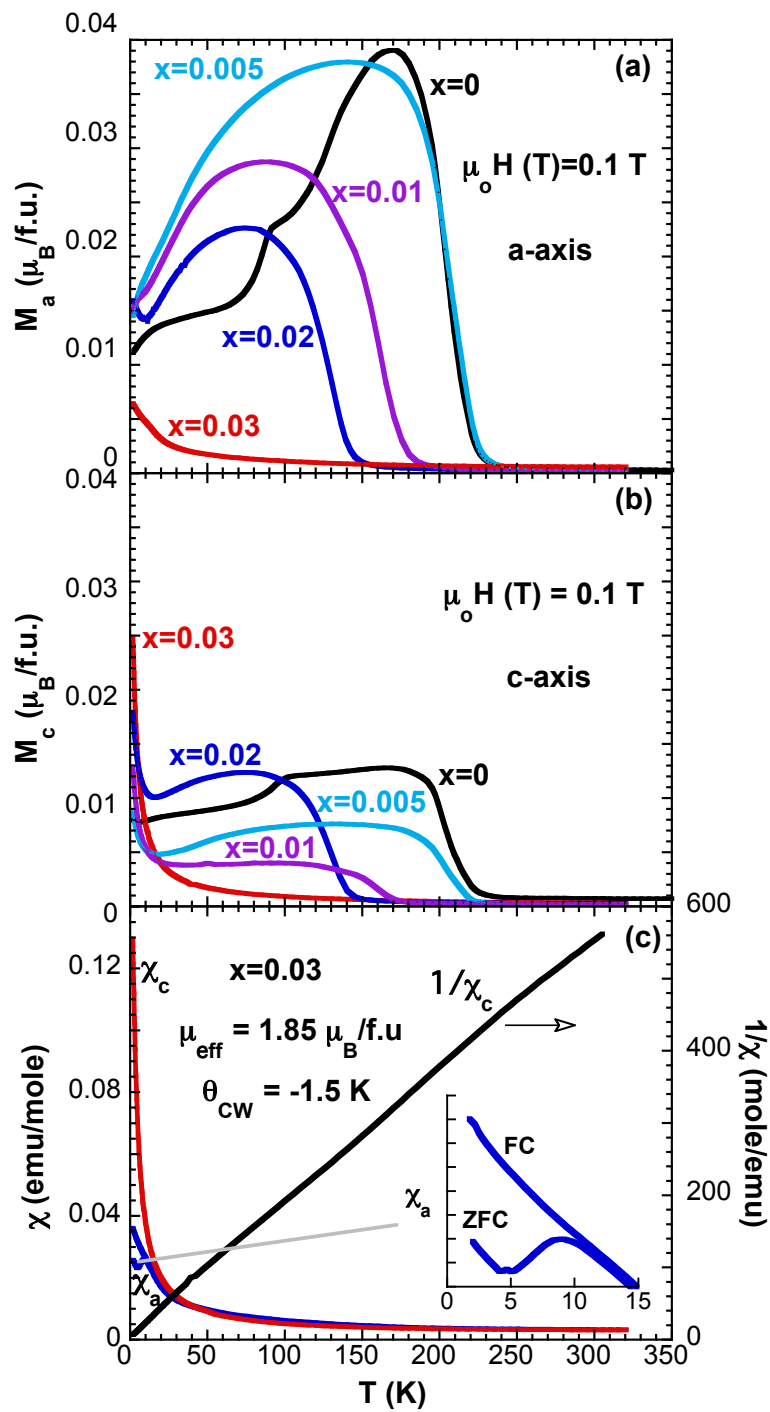 0.04
(a)
x=0.005
x=0
0.03
μoH (T)=0.1 T
x=0.01
0.02
a-axis
Ma (μB/f.u.)
x=0.02
0.01
x=0.03
0
0.04
(b)
0.03
μoH (T) = 0.1 T
x=0.03
c-axis
0.02
Mc (μB/f.u.)
x=0.02
x=0
0.01
x=0.005
x=0.01
0
600
(c)
0.12
χc
x=0.03
1/χc
μeff = 1.85 μB/f.u
400
θCW = -1.5 K
0.08
χ (emu/mole)
1/χ (mole/emu)
FC
χa
200
ZFC
0.04
χa
0 5 10 15
0
0
0 50 100 150 200 250 300 350
T (K)